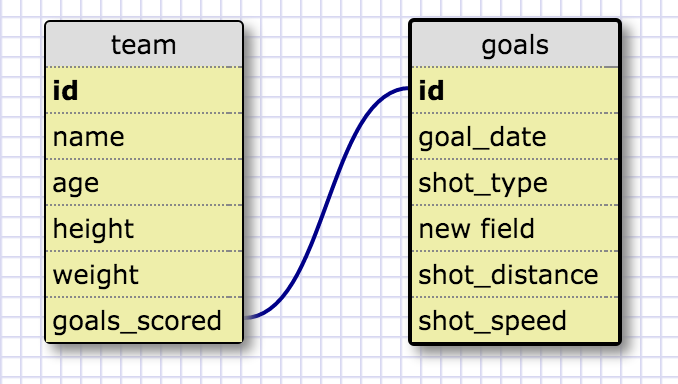 team
id
name
age
height
weight
goals_scored
goals
id
goal_date
shot_type
new field
shot_distance
shot_speed